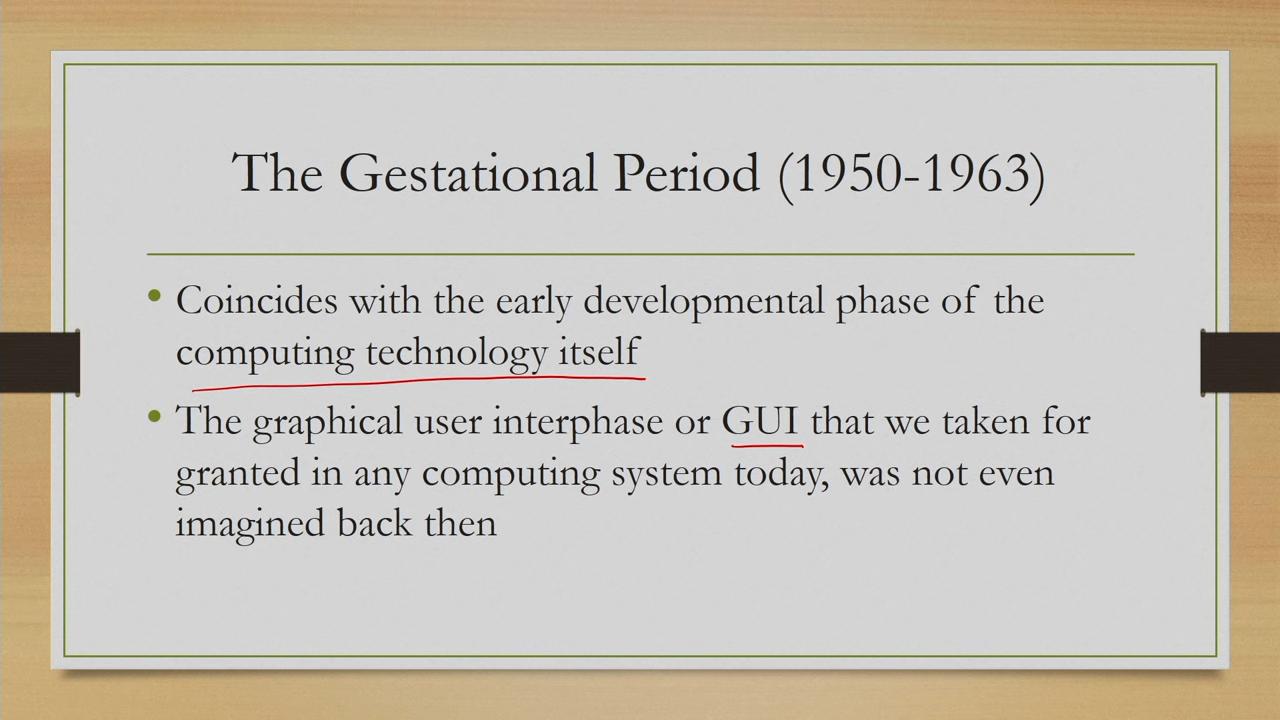 The Gestational Period (1950-1963)
• Coincides with the early developmental phase of the
computing technology itself
• The graphical user interphase or GUI that we taken for
granted in any computing system today, was not even
imagined back then